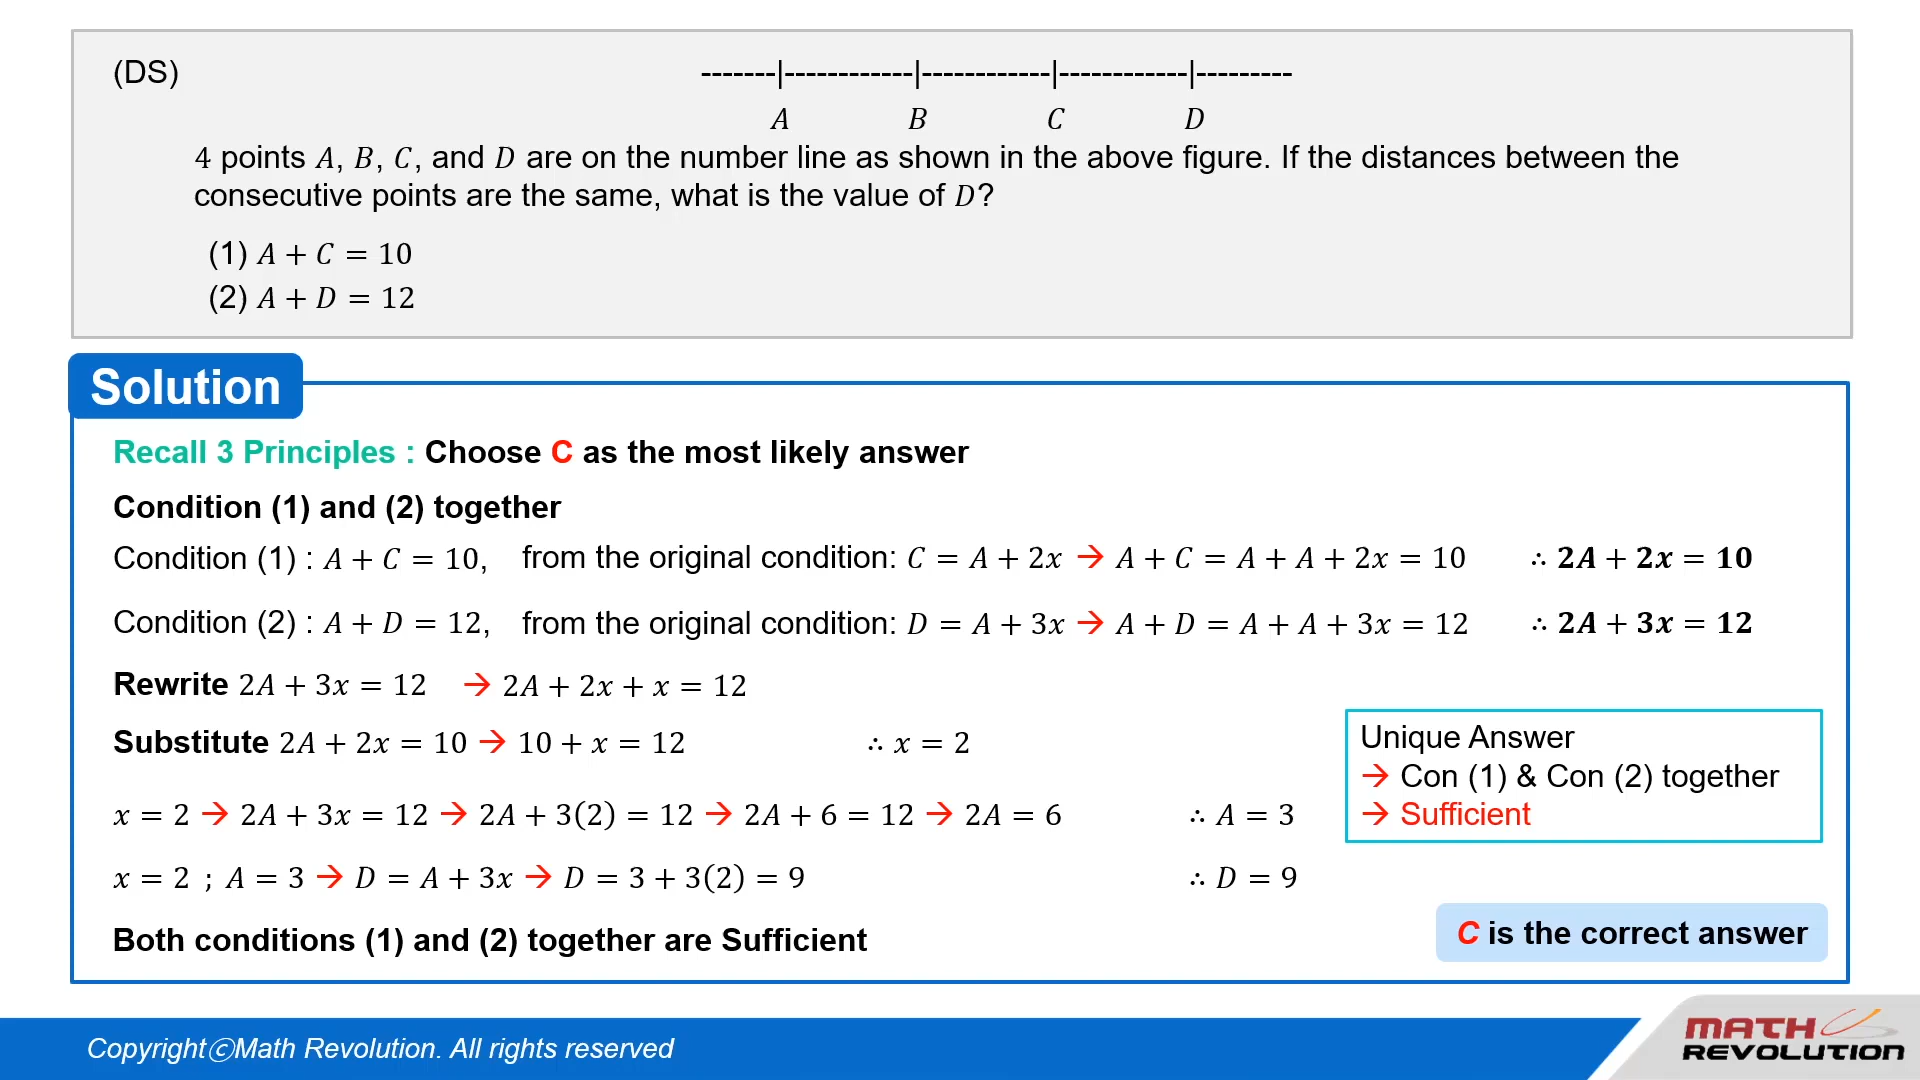 (DS)
-------|------------|------------|------------|---------
A B C D
4 points A, B, C, and D are on the number line as shown in the above figure. If the distances between the
consecutive points are the same, what is the value of D?
(1) A + C = 10
(2) A + D = 12
Solution
Recall 3 Principles : Choose C as the most likely answer
Condition (1) and (2) together
Condition (1) : A + C = 10, from the original condition: C = A + 2x → A + C = A + A + 2x = 10 ∴ 2A + 2x = 10
Condition (2) : A + D = 12, from the original condition: D = A + 3x → A + D = A + A + 3x = 12 ∴ 2A + 3x = 12
Rewrite 2A + 3x = 12 → 2A + 2x + x = 12
Substitute 2A + 2x = 10 → 10 + x = 12 ∴ x = 2
x = 2 → 2A + 3x = 12 → 2A + 3(2) = 12 → 2A + 6 = 12 → 2A = 6 ∴ A = 3
x = 2 ; A = 3 → D = A + 3x → D = 3 + 3(2) = 9 ∴ D = 9
Both conditions (1) and (2) together are Sufficient
Unique Answer
→ Con (1) & Con (2) together
→ Sufficient
C is the correct answer
Copyrightⓒ Math Revolution. All rights reserved
MATH
REVOLUTION